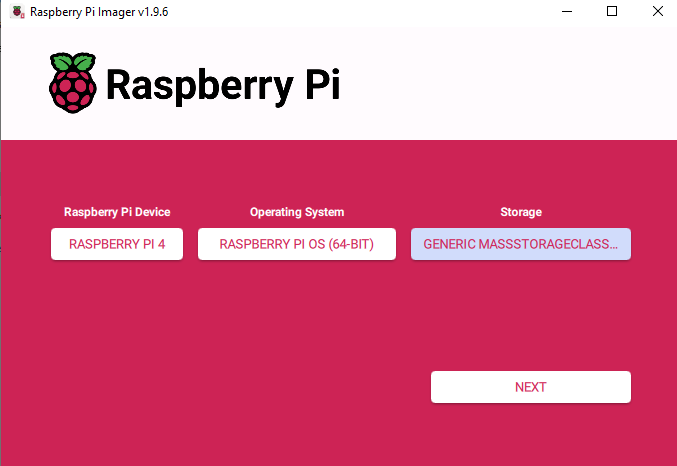 Raspberry Pi Imager v1.9.6
Raspberry Pi
Raspberry Pi Device Operating System Storage
RASPBERRY PI 4 RASPBERRY PI OS (64-BIT) GENERIC MASSSTORAGECLASS...
NEXT